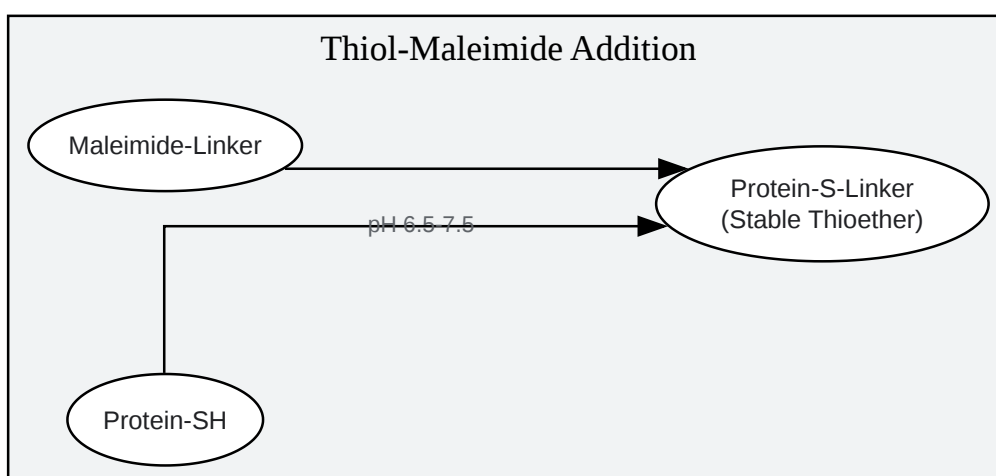 Thiol-Maleimide Addition
Maleimide-Linker
Protein-S-Linker
(Stable Thioether)
pH 6.5-7.5
Protein-SH